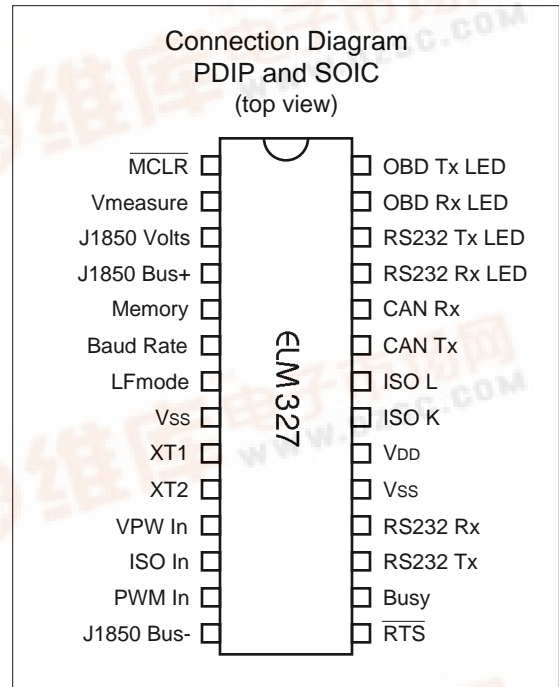 Connection Diagram
PDIP and SOIC
(top view)
MCLR OBD Tx LED
Vmeasure OBD Rx LED
J1850 Volts RS232 Tx LED
J1850 Bus+ RS232 Rx LED
Memory CAN Rx
Baud Rate CAN Tx
LFmode ISO L
Vss ISO K
XT1 VDD
XT2 Vss
VPW In RS232 Rx
ISO In RS232 Tx
PWM In Busy
J1850 Bus- RTS
ELM327